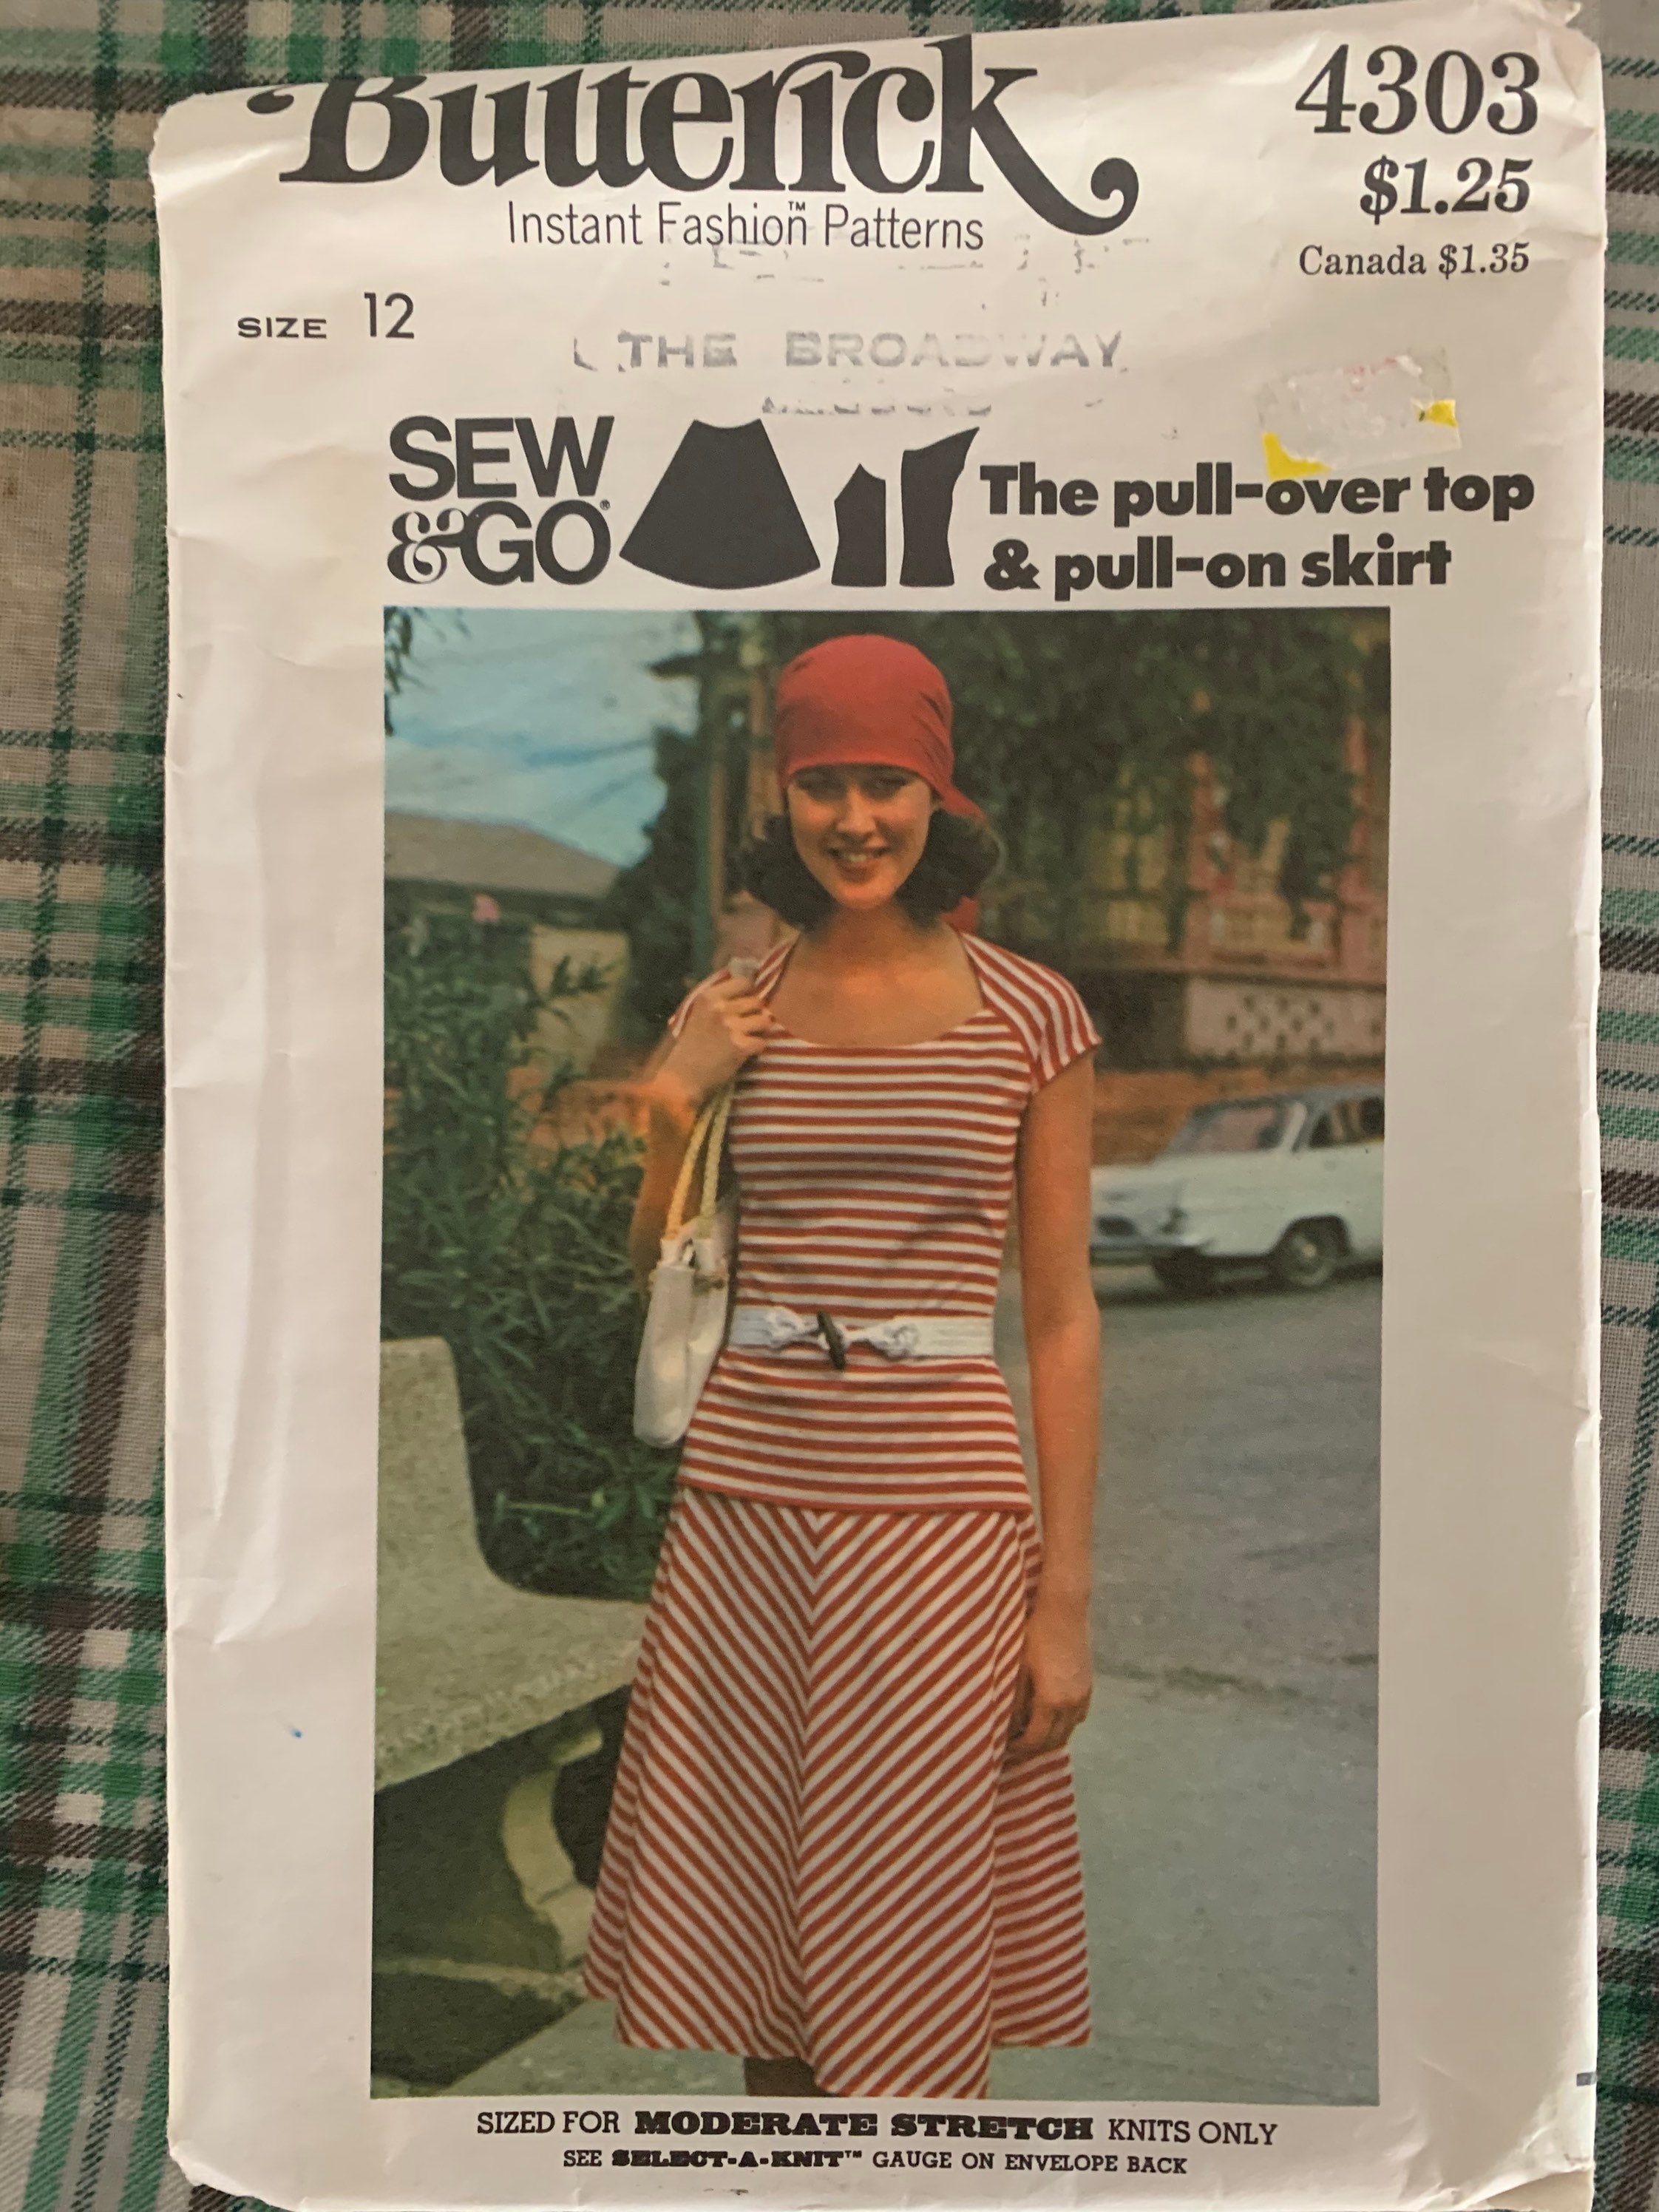 Butterick
4303
$1.25
Instant Fashion™ Patterns
Canada $1.35
SIZE 12
THE BROADWAY
SEW
&GO®
The pull-over top
& pull-on skirt
SIZED FOR MODERATE STRETCH KNITS ONLY
SEE SELECT-A-KNIT™ GAUGE ON ENVELOPE BACK